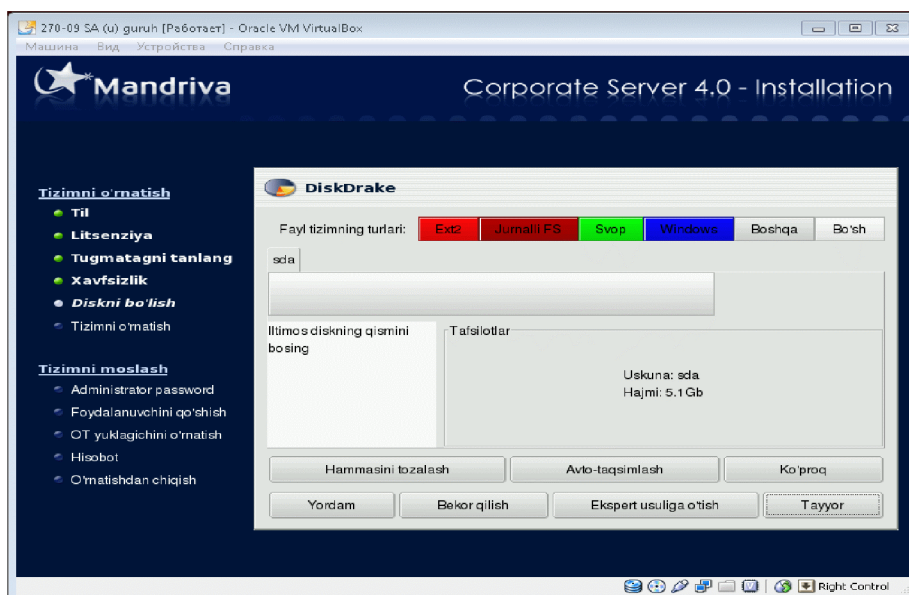 270-09 SA (u) guruh [Работает] - Oracle VM VirtualBox
Машина Вид Устройства Справка
Mandriva
Corporate Server 4.0 - Installation
Tizimni o'rnatish
Til
Litsenziya
Tugmatagni tanlang
Xavfsizlik
Diskni bo'lish
Tizimni o'rnatish
Tizimni moslash
Administrator password
Foydalanuvchini qo'shish
OT yuklagichini o'rnatish
Hisobot
O'rnatishdan chiqish
DiskDrake
Fayl tizimning turlari: Ext2 Jurnalli FS Svop Windows Boshqa Bo'sh
sda
Iltimos diskning qismini
bosing
Tafsilotlar
Uskuna: sda
Hajmi: 5.1Gb
Hammasini tozalash Avto-taqsimlash Ko'proq
Yordam Bekor qilish Ekspert usuliga o'tish Tayyor
Right Control